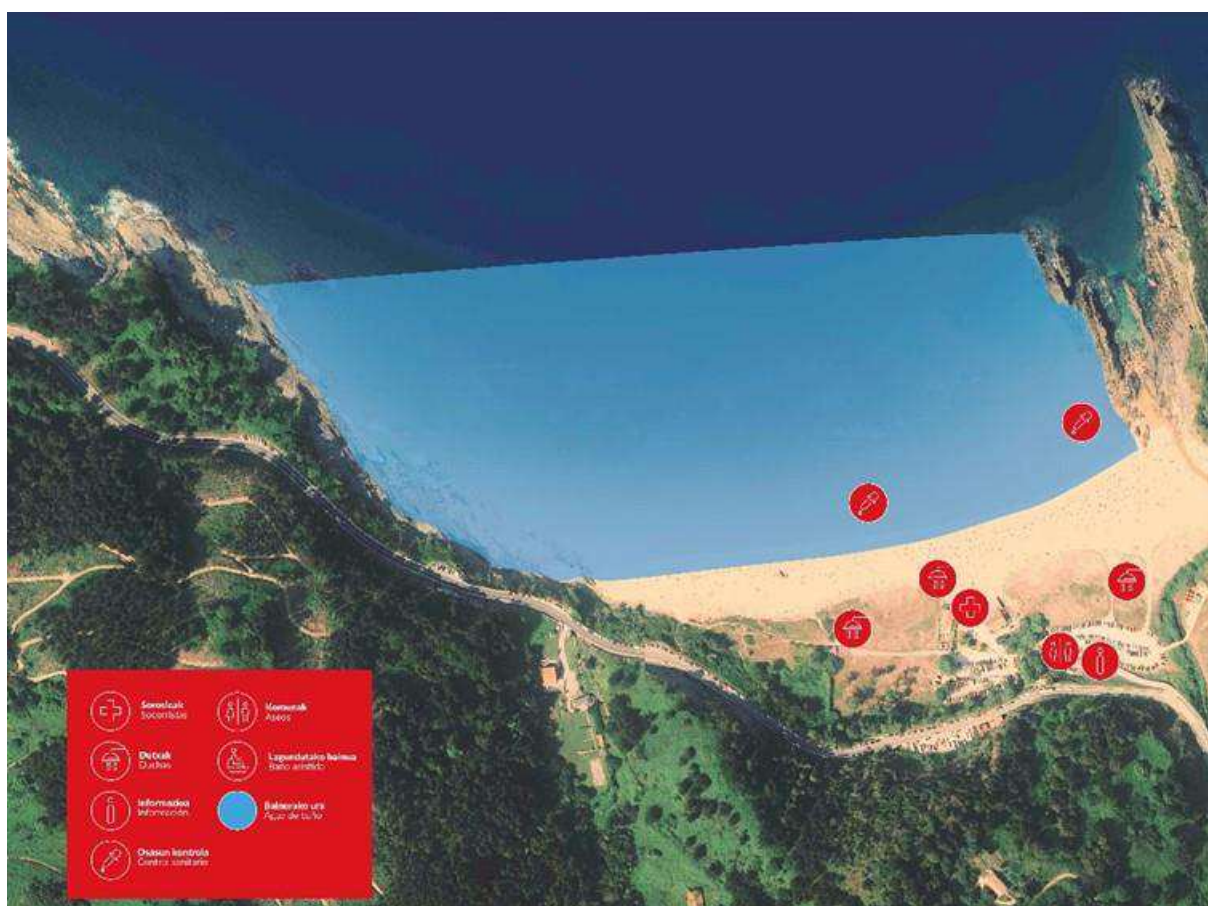 Sorosleak
Socorristas
Komunak
Aseos
Dutxak
Duchas
Lagundutako bainua
Baño asistido
Informazioa
Información
Bainurako ura
Agua de baño
Osasun kontrola
Control sanitario